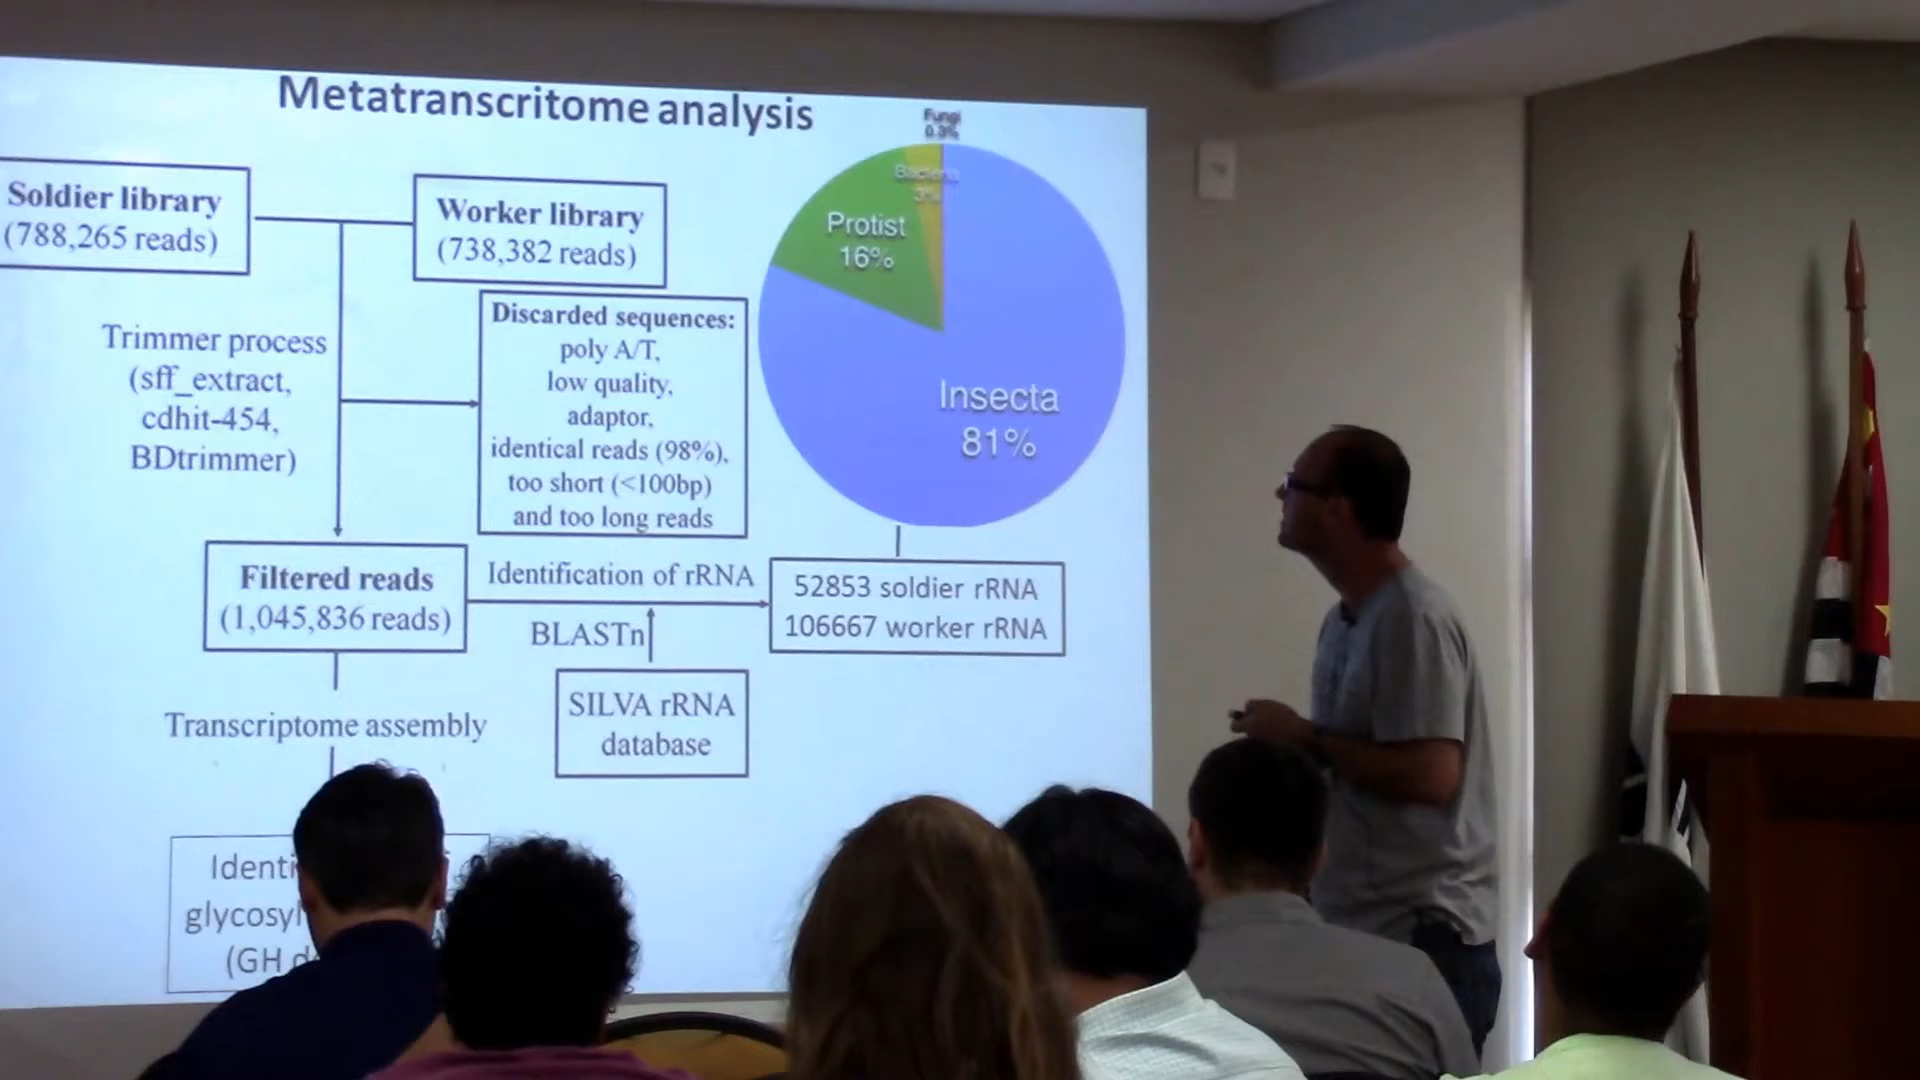 Metatranscritome analysis
Soldier library
(788,265 reads)
Worker library
(738,382 reads)
Trimmer process
(sff_extract,
cdhit-454,
BDtrimmer)
Discarded sequences:
poly A/T,
low quality,
adaptor,
identical reads (98%),
too short (<100bp)
and too long reads
Fungi
0.3%
Bacteria
3%
Protist
16%
Insecta
81%
Filtered reads
(1,045,836 reads)
Identification of rRNA
BLASTn
52853 soldier rRNA
106667 worker rRNA
SILVA rRNA
database
Transcriptome assembly
(GH